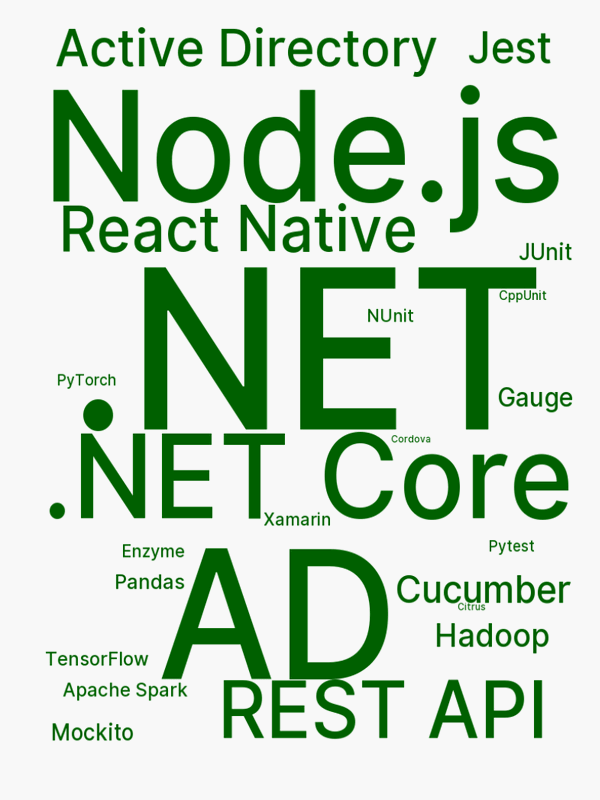 Active Directory
Jest
Node.js
React Native
JUnit
.NET
CppUnit
NUnit
PyTorch
Gauge
.NET Core
Cordova
Xamarin
Enzyme
Pytest
AD
Pandas
Cucumber
Citrus
Hadoop
TensorFlow
Apache Spark
REST API
Mockito